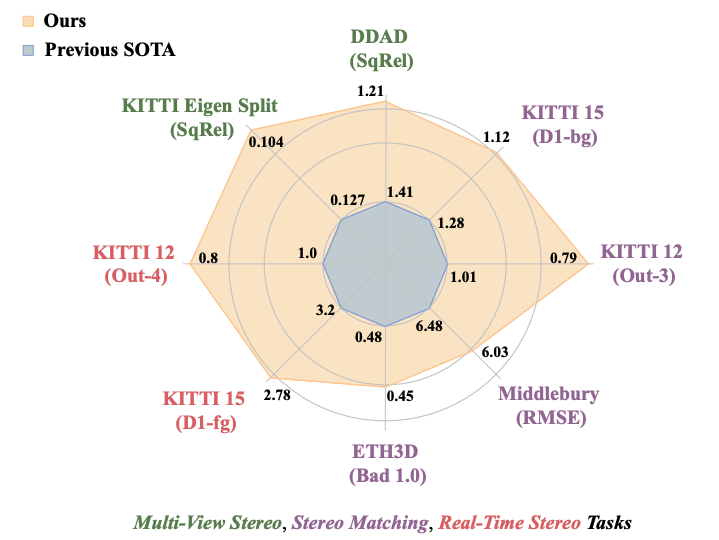 Ours
Previous SOTA
DDAD
(SqRel)
1.21
KITTI Eigen Split
(SqRel)
0.104
KITTI 15
(D1-bg)
1.12
0.127
1.41
1.28
KITTI 12
(Out-4)
0.8
1.0
1.01
0.79
KITTI 12
(Out-3)
3.2
0.48
6.48
6.03
KITTI 15
(D1-fg)
2.78
0.45
Middlebury
(RMSE)
ETH3D
(Bad 1.0)
Multi-View Stereo, Stereo Matching, Real-Time Stereo Tasks